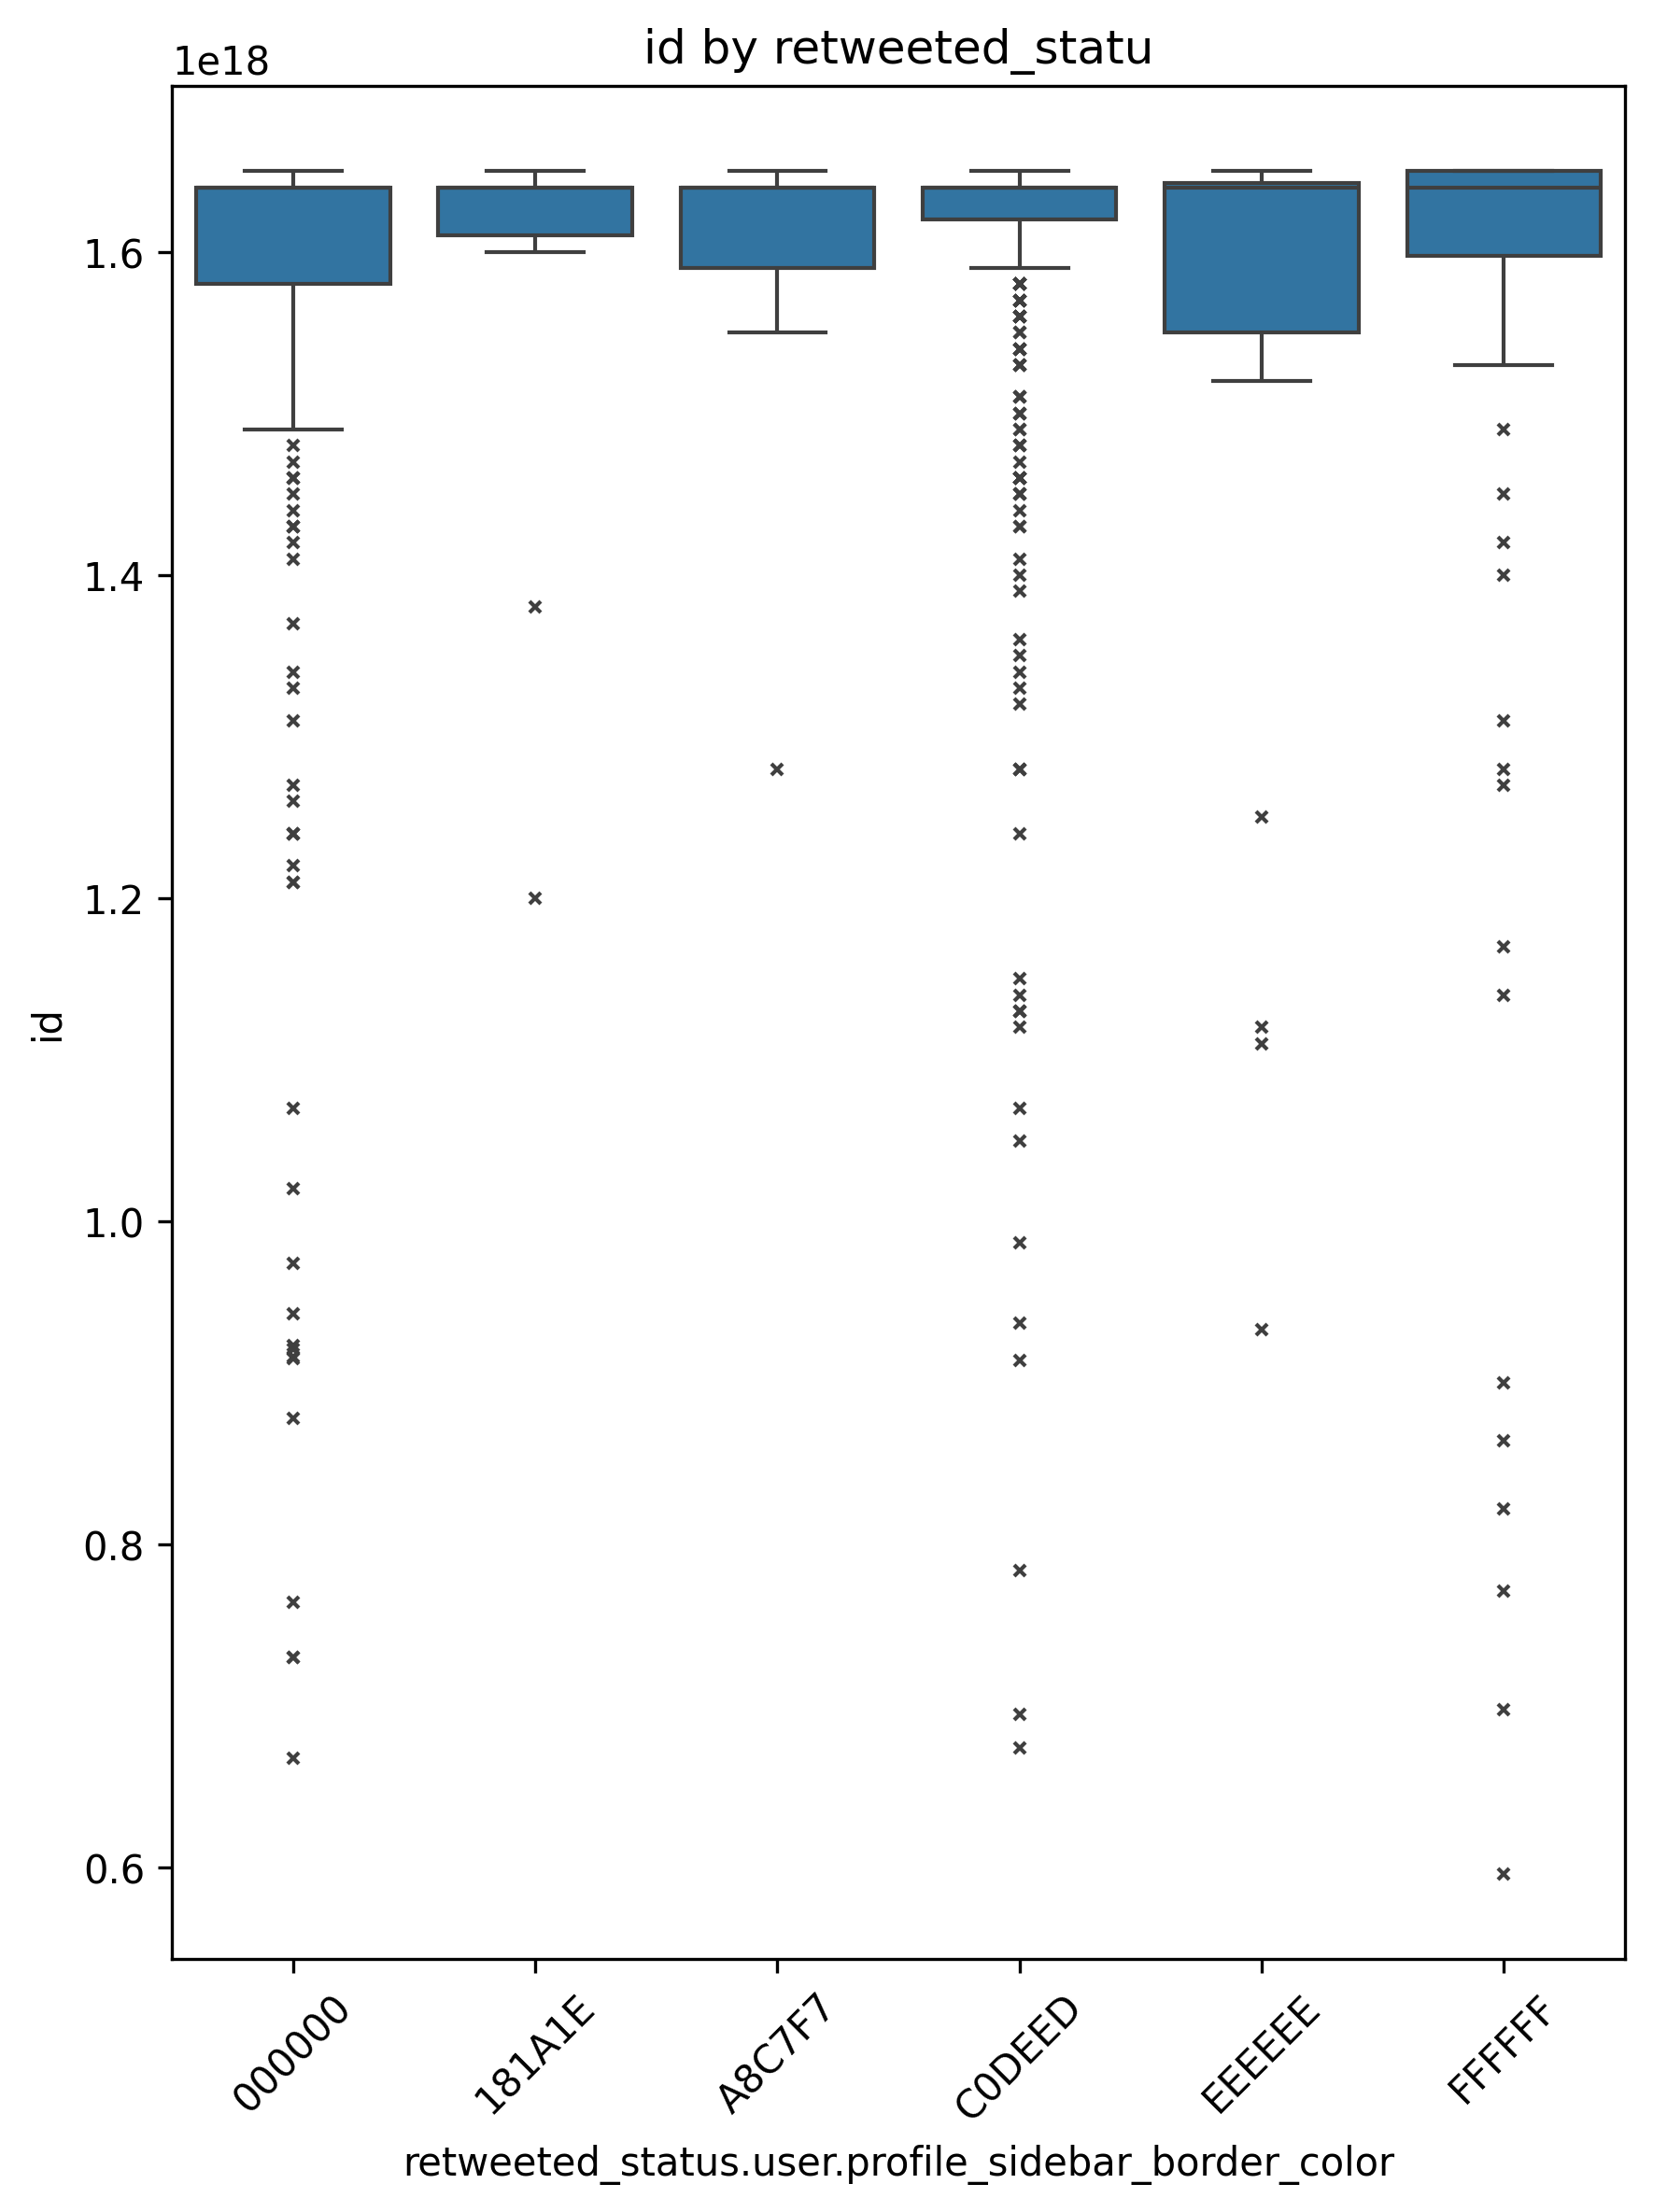 id by retweeted_statu
1e18
1.6
1.4
1.2
1.0
0.8
0.6
id
000000
181A1E
A8C7F7
C0DEED
EEEEEE
FFFFFF
retweeted_status.user.profile_sidebar_border_color